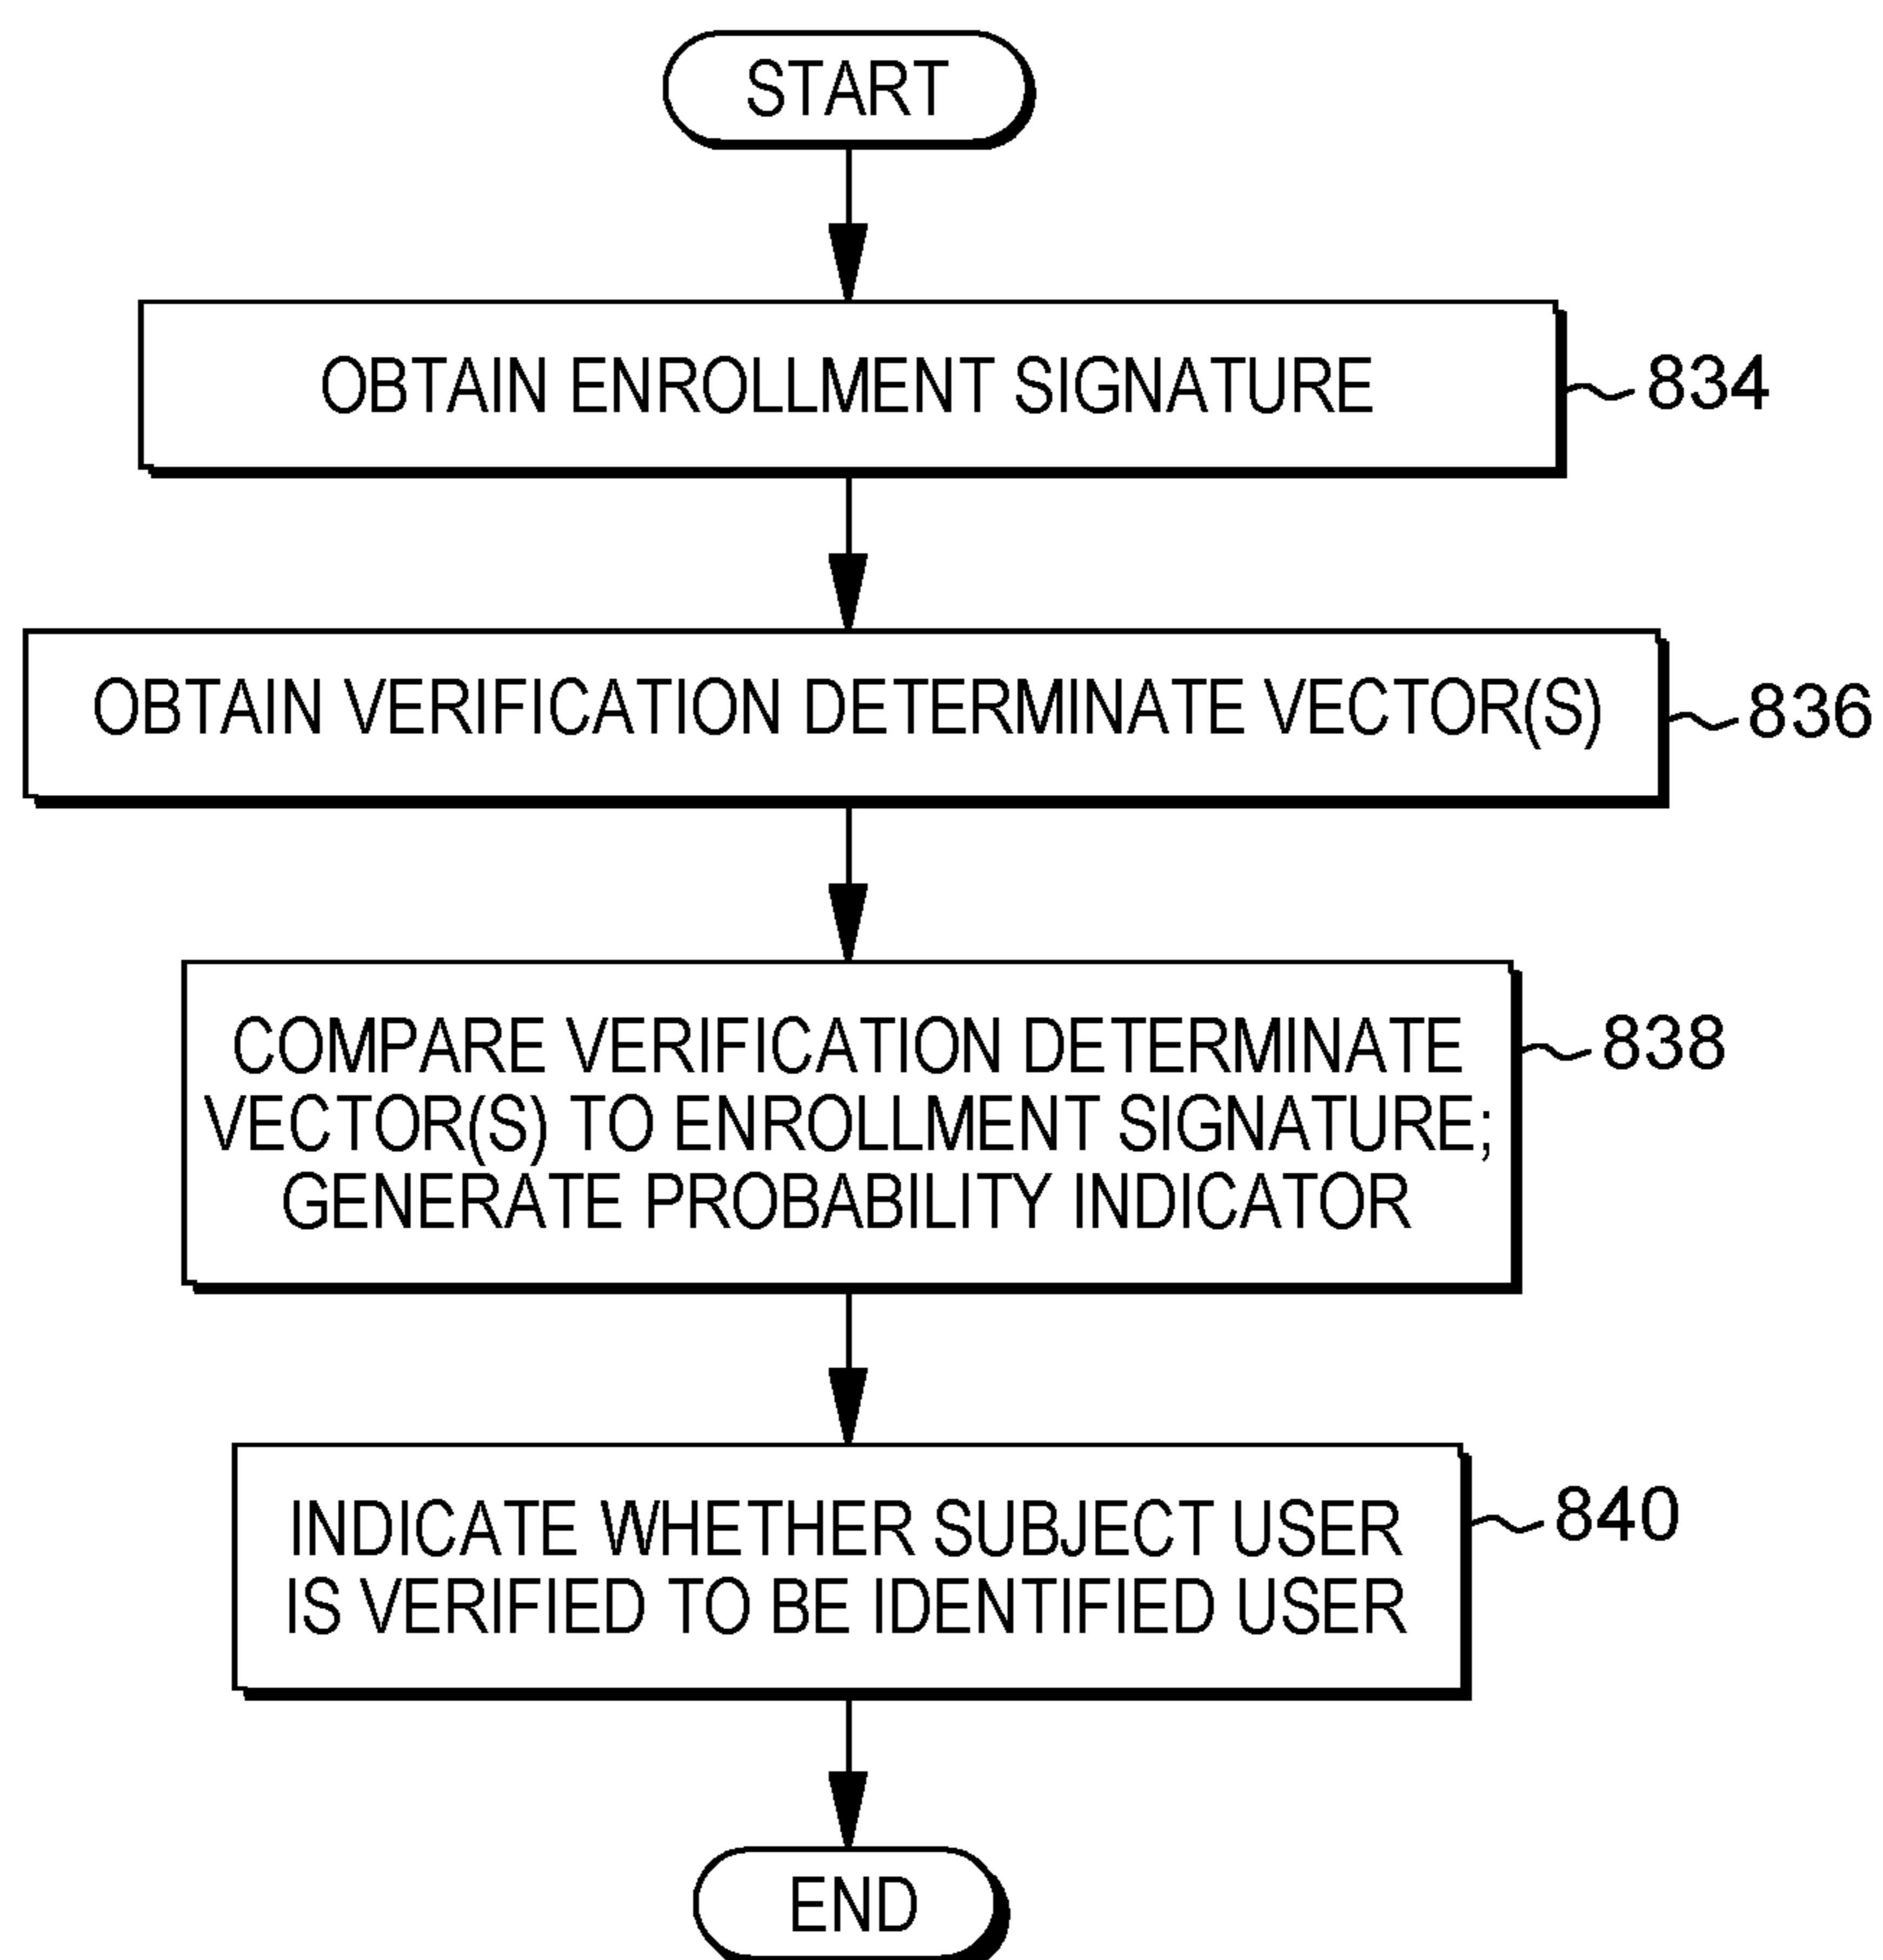 START
OBTAIN ENROLLMENT SIGNATURE
834
OBTAIN VERIFICATION DETERMINATE VECTOR(S)
836
COMPARE VERIFICATION DETERMINATE
VECTOR(S) TO ENROLLMENT SIGNATURE;
GENERATE PROBABILITY INDICATOR
838
INDICATE WHETHER SUBJECT USER
IS VERIFIED TO BE IDENTIFIED USER
840
END